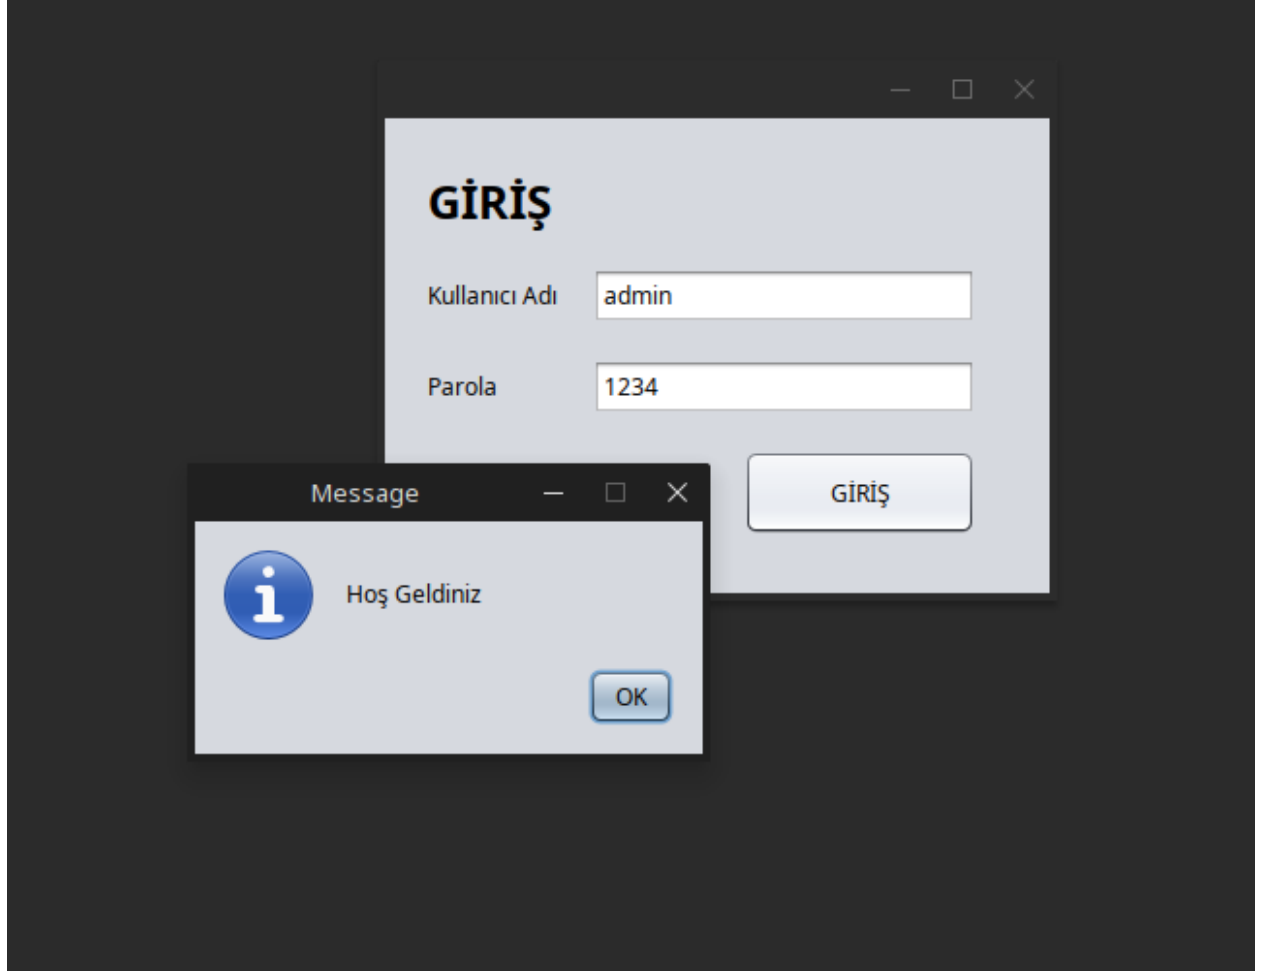 GİRİŞ
Kullanıcı Adı admin
Parola 1234
GİRİŞ
Message
Hoş Geldiniz
OK